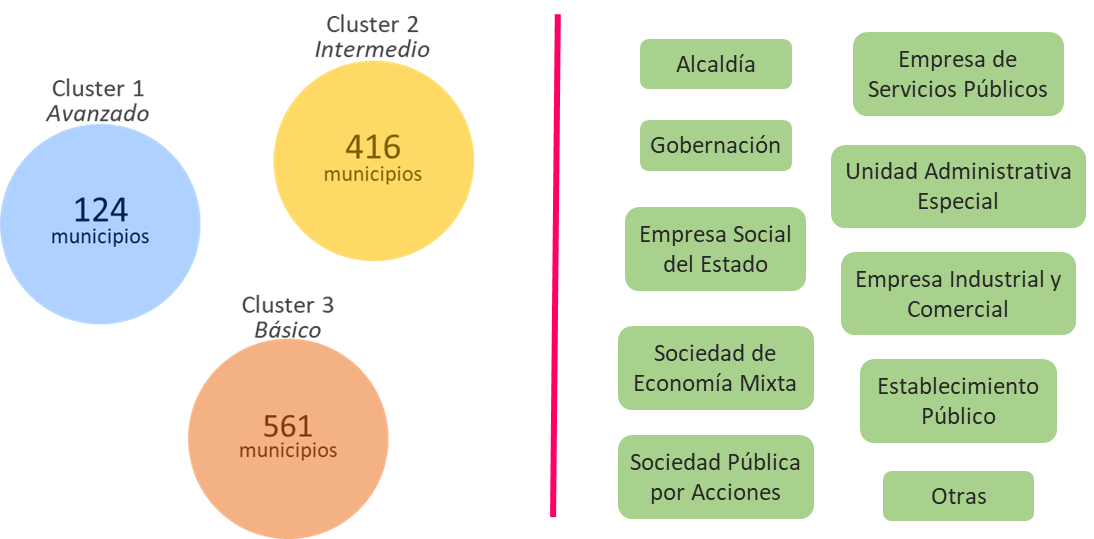 Cluster 1
Avanzado
124
municipios
Cluster 2
Intermedio
416
municipios
Cluster 3
Básico
561
municipios
Alcaldía
Gobernación
Empresa Social
del Estado
Sociedad de
Economía Mixta
Sociedad Pública
por Acciones
Empresa de
Servicios Públicos
Unidad Administrativa
Especial
Empresa Industrial y
Comercial
Establecimiento
Público
Otras